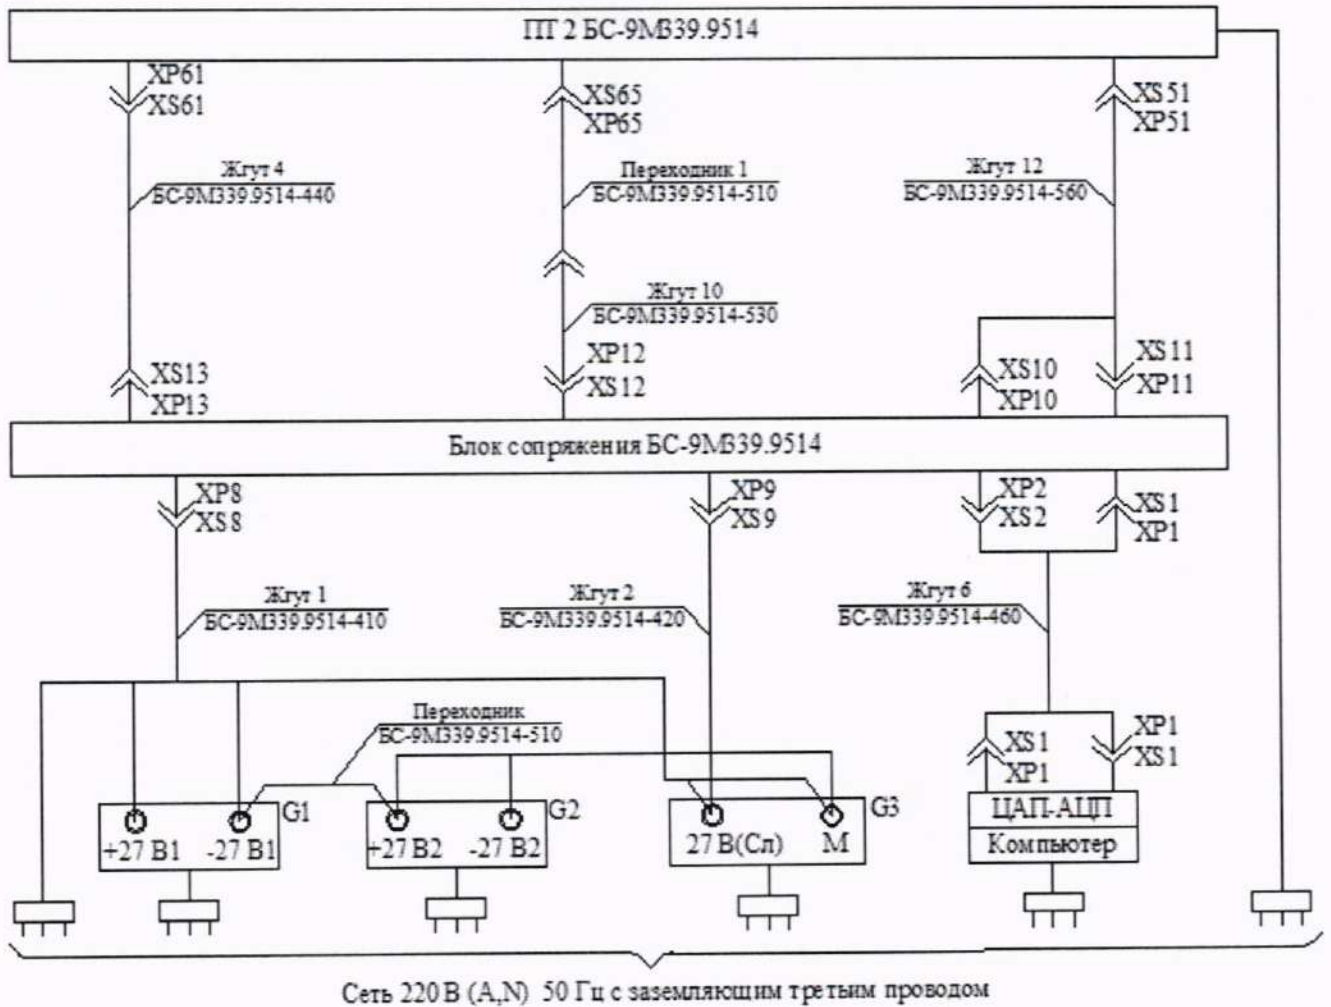 ПТ 2 БС-9М339.9514
XP61
XS61
XS65
XP65
XS51
XP51
Жгут 4
БС-9М339.9514-440
Переходник 1
БС-9М339.9514-510
Жгут 12
БС-9М339.9514-560
Жгут 10
БС-9М339.9514-530
XS13
XP13
XP12
XS12
XS10
XP10
XS11
XP11
Блок сопряжения БС-9М339.9514
XP8
XS8
XP9
XS9
XP2
XS2
XS1
XP1
Жгут 1
БС-9М339.9514-410
Жгут 2
БС-9М339.9514-420
Жгут 6
БС-9М339.9514-460
Переходник
БС-9М339.9514-510
XS1
XP1
XP1
XS1
G1
+27 В1 -27 В1
G2
+27 В2 -27 В2
G3
27 В(Сл) М
ЦАП-АЦП
Компьютер
Сеть 220 В (A,N) 50 Гц с заземляющим третьим проводом